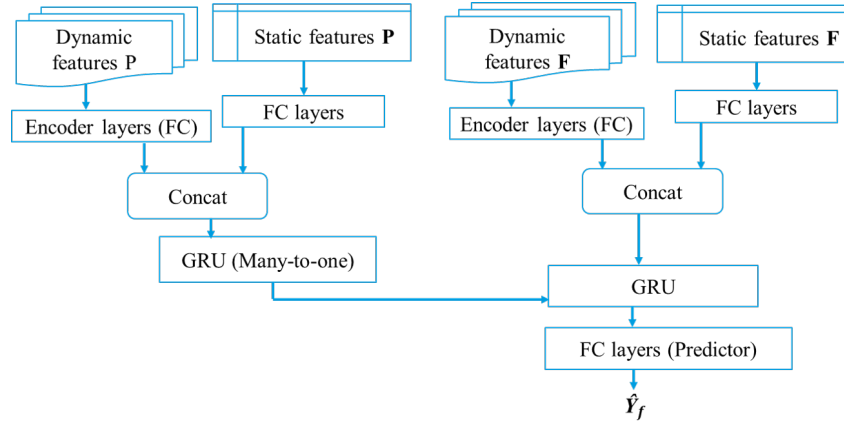 Dynamic
features P
Static features P
Encoder layers (FC)
FC layers
Concat
GRU (Many-to-one)
Dynamic
features F
Static features F
Encoder layers (FC)
FC layers
Concat
GRU
FC layers (Predictor)
Ŷf